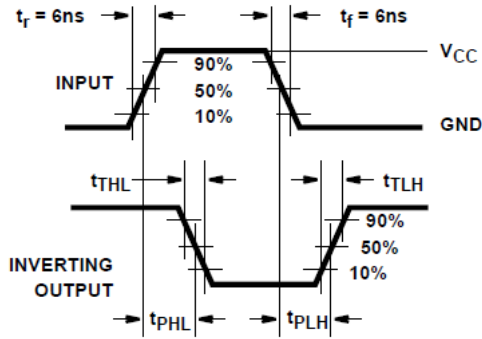 tr = 6ns
tf = 6ns
VCC
INPUT
90%
50%
10%
GND
tTHL
tTLH
90%
50%
10%
INVERTING
OUTPUT
tPHL
tPLH